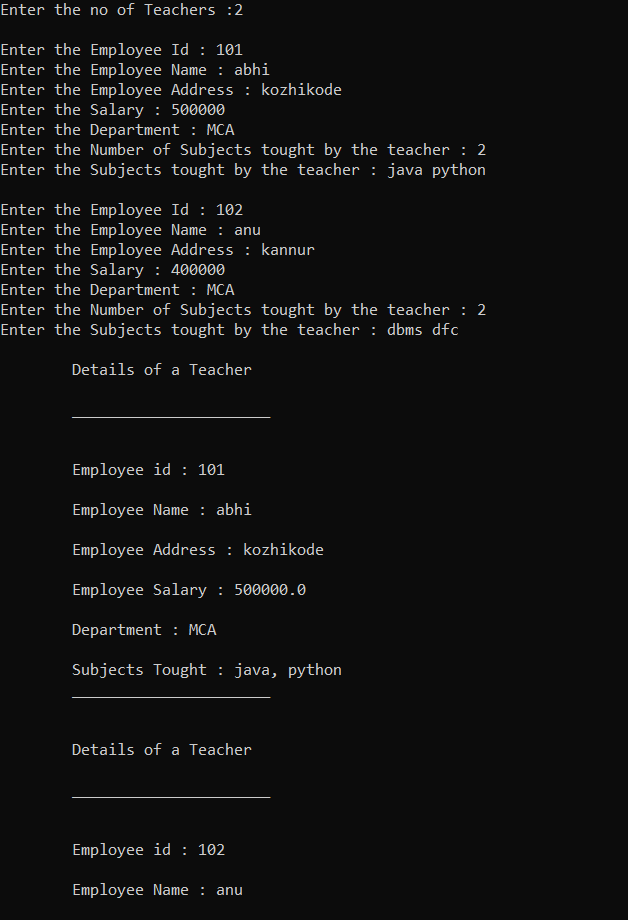 Enter the no of Teachers :2
Enter the Employee Id : 101
Enter the Employee Name : abhi
Enter the Employee Address : kozhikode
Enter the Salary : 500000
Enter the Department : MCA
Enter the Number of Subjects tought by the teacher : 2
Enter the Subjects tought by the teacher : java python
Enter the Employee Id : 102
Enter the Employee Name : anu
Enter the Employee Address : kannur
Enter the Salary : 400000
Enter the Department : MCA
Enter the Number of Subjects tought by the teacher : 2
Enter the Subjects tought by the teacher : dbms dfc
Details of a Teacher
______________________
Employee id : 101
Employee Name : abhi
Employee Address : kozhikode
Employee Salary : 500000.0
Department : MCA
Subjects Tought : java, python
______________________
Details of a Teacher
______________________
Employee id : 102
Employee Name : anu